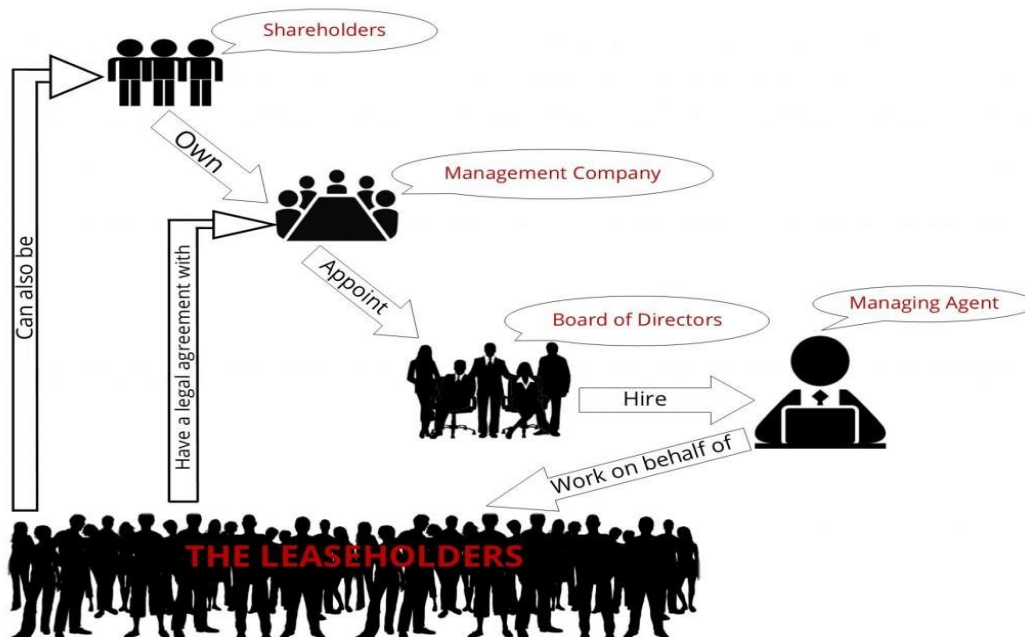 Shareholders
Own
Management Company
Can also be
Have a legal agreement with
Appoint
Board of Directors
Managing Agent
Hire
Work on behalf of
THE LEASEHOLDERS